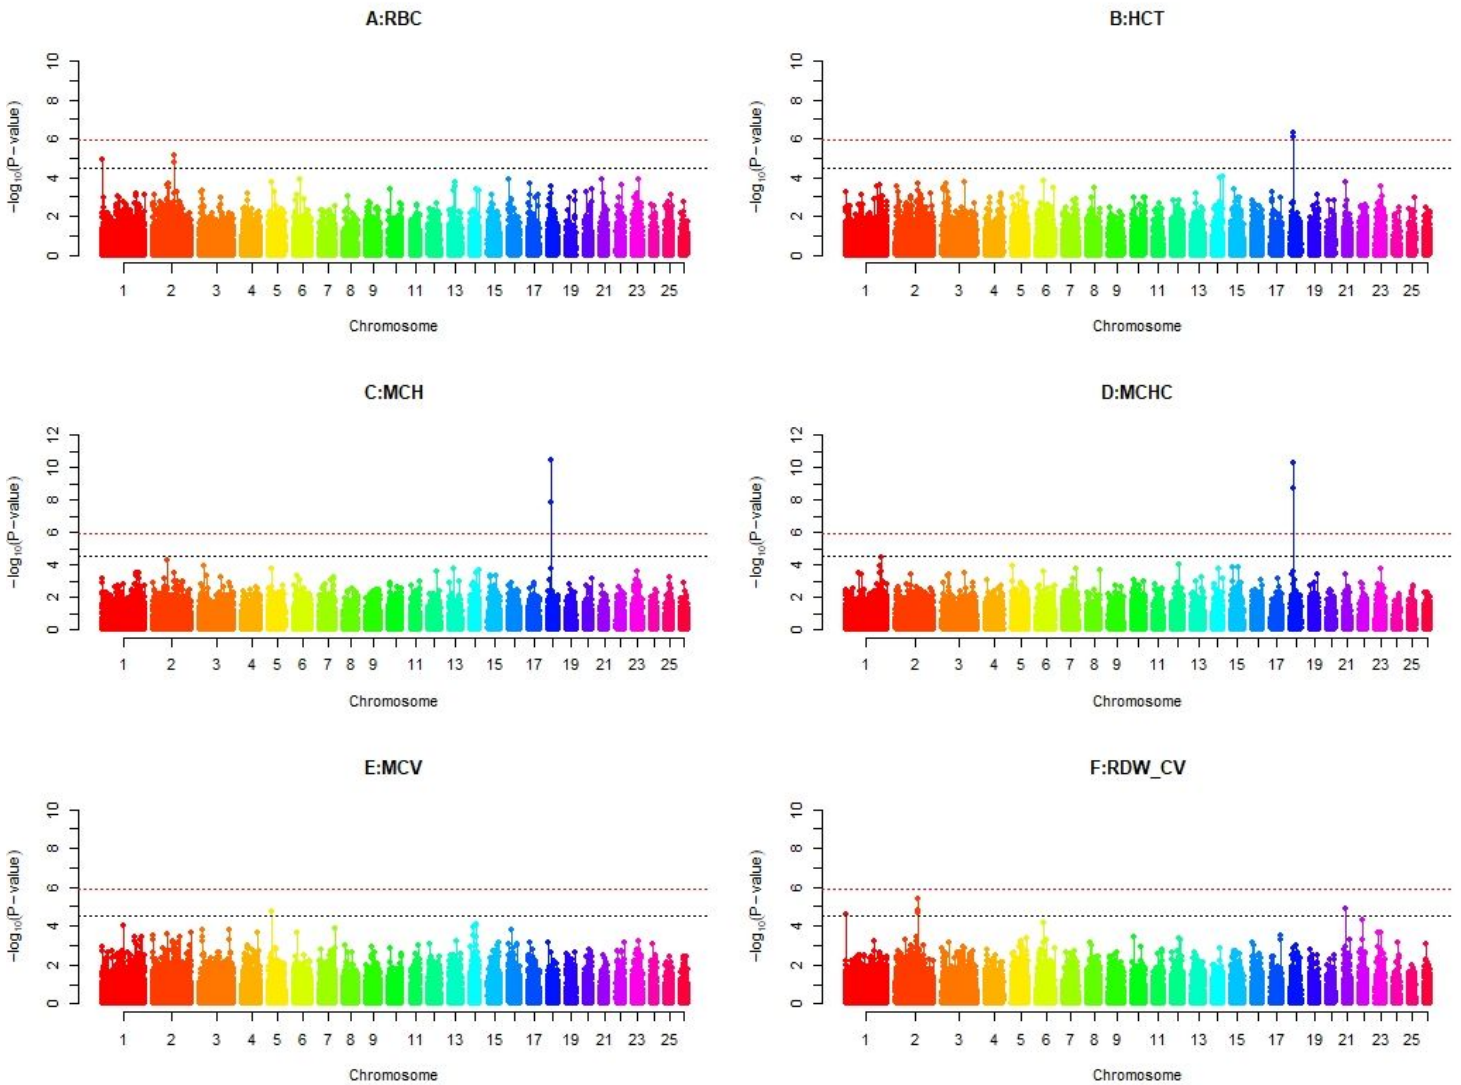 A:RBC
−log10(P−value)
0 2 4 6 8 10
1 2 3 4 5 6 7 8 9 11 13 15 17 19 21 23 25
Chromosome
B:HCT
−log10(P−value)
0 2 4 6 8 10
1 2 3 4 5 6 7 8 9 11 13 15 17 19 21 23 25
Chromosome
C:MCH
−log10(P−value)
0 2 4 6 8 10 12
1 2 3 4 5 6 7 8 9 11 13 15 17 19 21 23 25
Chromosome
D:MCHC
−log10(P−value)
0 2 4 6 8 10 12
1 2 3 4 5 6 7 8 9 11 13 15 17 19 21 23 25
Chromosome
E:MCV
−log10(P−value)
0 2 4 6 8 10
1 2 3 4 5 6 7 8 9 11 13 15 17 19 21 23 25
Chromosome
F:RDW_CV
−log10(P−value)
0 2 4 6 8 10
1 2 3 4 5 6 7 8 9 11 13 15 17 19 21 23 25
Chromosome